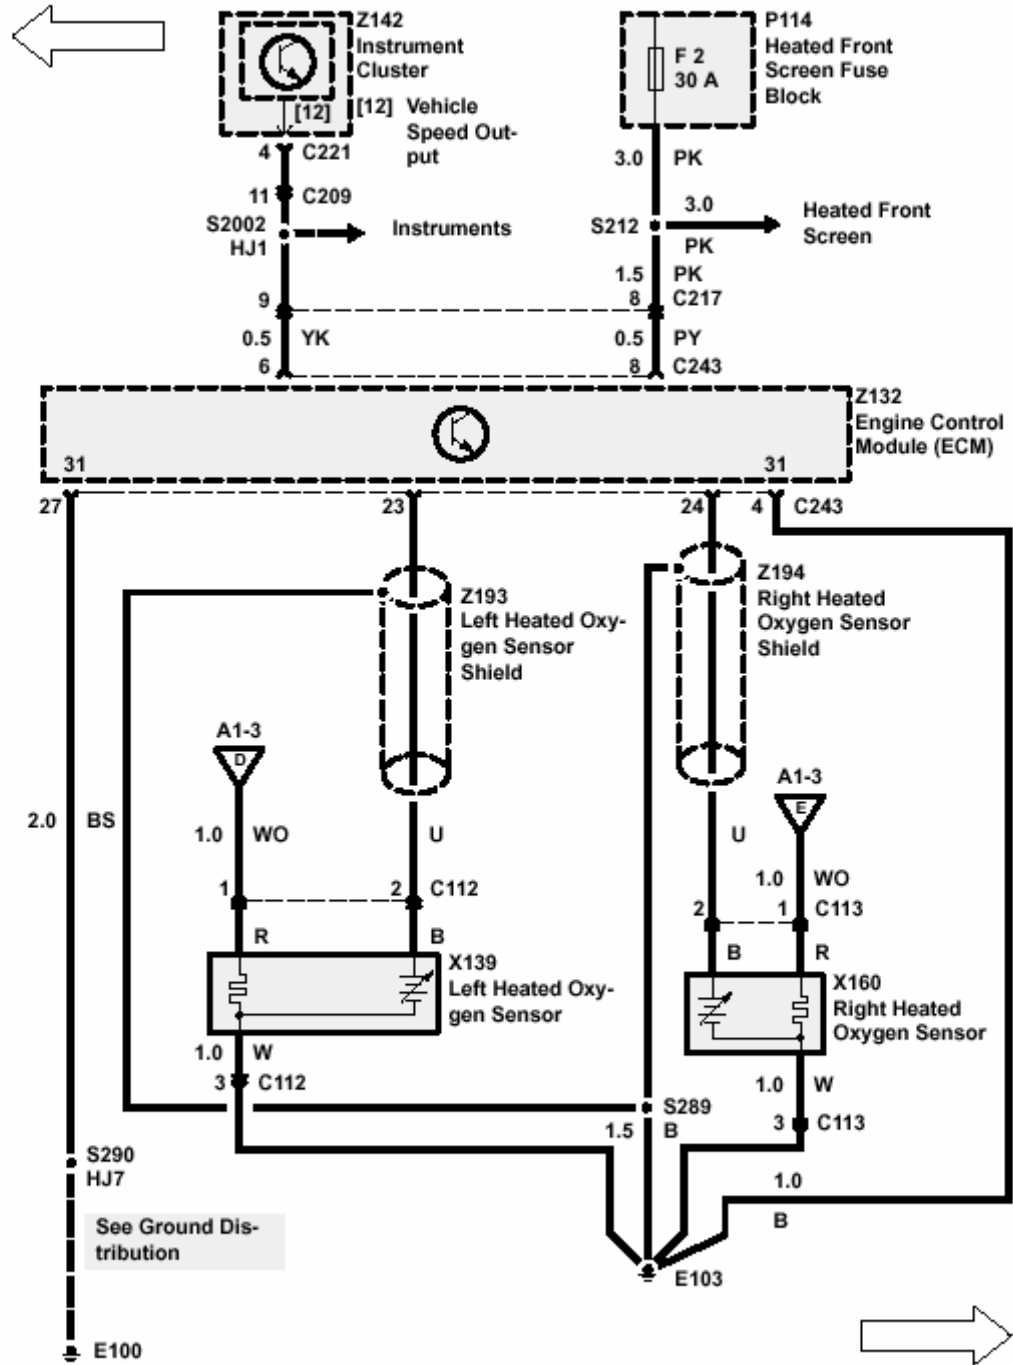 Z142
Instrument
Cluster
[12]
[12] Vehicle
Speed Out-
put
P114
Heated Front
Screen Fuse
Block
F 2
30 A
4 C221
3.0 PK
11 C209
S2002
HJ1
Instruments
S212
3.0
PK
Heated Front
Screen
1.5 PK
9
8 C217
0.5 YK
0.5 PY
6
8 C243
Z132
Engine Control
Module (ECM)
31
31
27
23
24
4 C243
Z193
Left Heated Oxy-
gen Sensor
Shield
Z194
Right Heated
Oxygen Sensor
Shield
A1-3
D
A1-3
E
2.0 BS
1.0 WO
U
U
1.0 WO
1
2 C112
2
1 C113
R
B
B
R
X139
Left Heated Oxy-
gen Sensor
X160
Right Heated
Oxygen Sensor
1.0 W
3 C112
1.0 W
S289
1.5 B
3 C113
S290
HJ7
1.0
B
See Ground Dis-
tribution
E103
E100